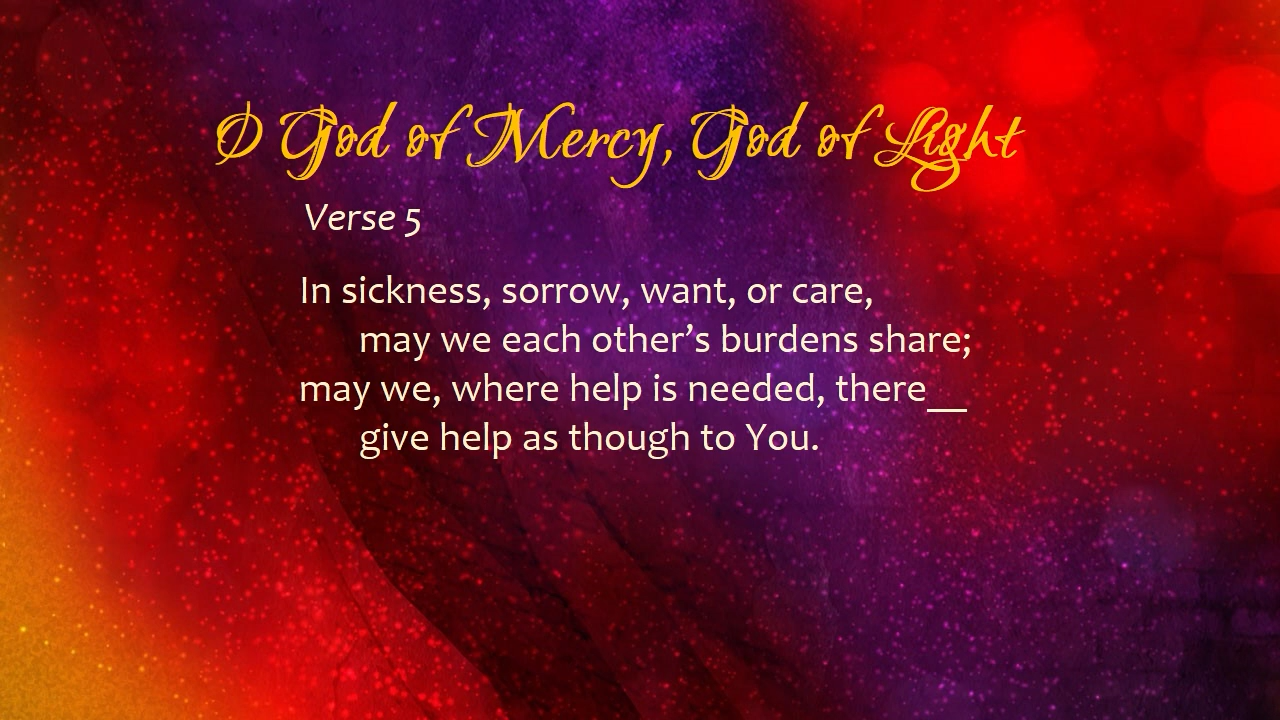 O God of Mercy, God of Light
Verse 5
In sickness, sorrow, want, or care,
may we each other’s burdens share;
may we, where help is needed, there__
give help as though to You.